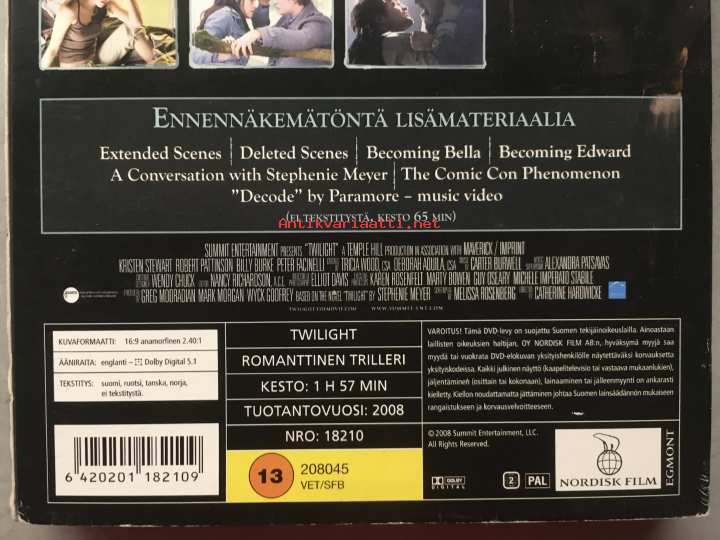 ENNENNÄKEMÄTÖNTÄ LISÄMATERIAALIA
Extended Scenes | Deleted Scenes | Becoming Bella | Becoming Edward
A Conversation with Stephenie Meyer | The Comic Con Phenomenon
"Decode" by Paramore – music video
(EI TEKSTITYSTÄ, KESTO 65 MIN)
Antikvariaatti.net
SUMMIT ENTERTAINMENT PRESENTS "TWILIGHT" A TEMPLE HILL PRODUCTION IN ASSOCIATION WITH MAVERICK / IMPRINT
KRISTEN STEWART ROBERT PATTINSON BILLY BURKE PETER FACINELLI TRICIA WOOD, CSA DEBORAH AQUILA, CSA CARTER BURWELL ALEXANDRA PATSAVAS
WENDY CHUCK NANCY RICHARDSON, A.C.E. ELLIOT DAVIS KAREN ROSENFELT MARTY BOWEN GUY OSEARY MICHELE IMPERATO STABILE
GREG MOORADIAN MARK MORGAN WYCK GODFREY BASED ON THE NOVEL "TWILIGHT" BY STEPHENIE MEYER MELISSA ROSENBERG CATHERINE HARDWICKE
WWW.SUMMIT-ENT.COM
KUVAFORMAATTI: 16:9 anamorfinen 2.40:1
ÄÄNIRAITA: englanti – Dolby Digital 5.1
TEKSTITYS: suomi, ruotsi, tanska, norja,
ei tekstitystä.
6 420201 182109
TWILIGHT
ROMANTTINEN TRILLERI
KESTO: 1 H 57 MIN
TUOTANTOVUOSI: 2008
NRO: 18210
13 208045
VET/SFB
VAROITUS! Tämä DVD-levy on suojattu Suomen tekijäinoikeuslailla. Ainoastaan
laillisten oikeuksien haltijan, OY NORDISK FILM AB:n, hyväksymä myyjä saa
myydä tai vuokrata DVD-elokuvan yksityishenkilölle näytettäväksi korvauksetta
yksityiskodeissa. Kaikki julkinen näyttö (kaapelitelevisio tai vastaava mukaanlukien),
jäljentäminen (osittain tai kokonaan), lainaaminen tai jälleenmyynti on ankarasti
kielletty. Kiellon noudattamatta jättäminen johtaa Suomen lainsäädännön mukaiseen
rangaistukseen ja korvausvelvoitteeseen.
© 2008 Summit Entertainment, LLC.
All Rights Reserved.
DOLBY
DIGITAL
2 PAL
NORDISK FILM
EGMONT